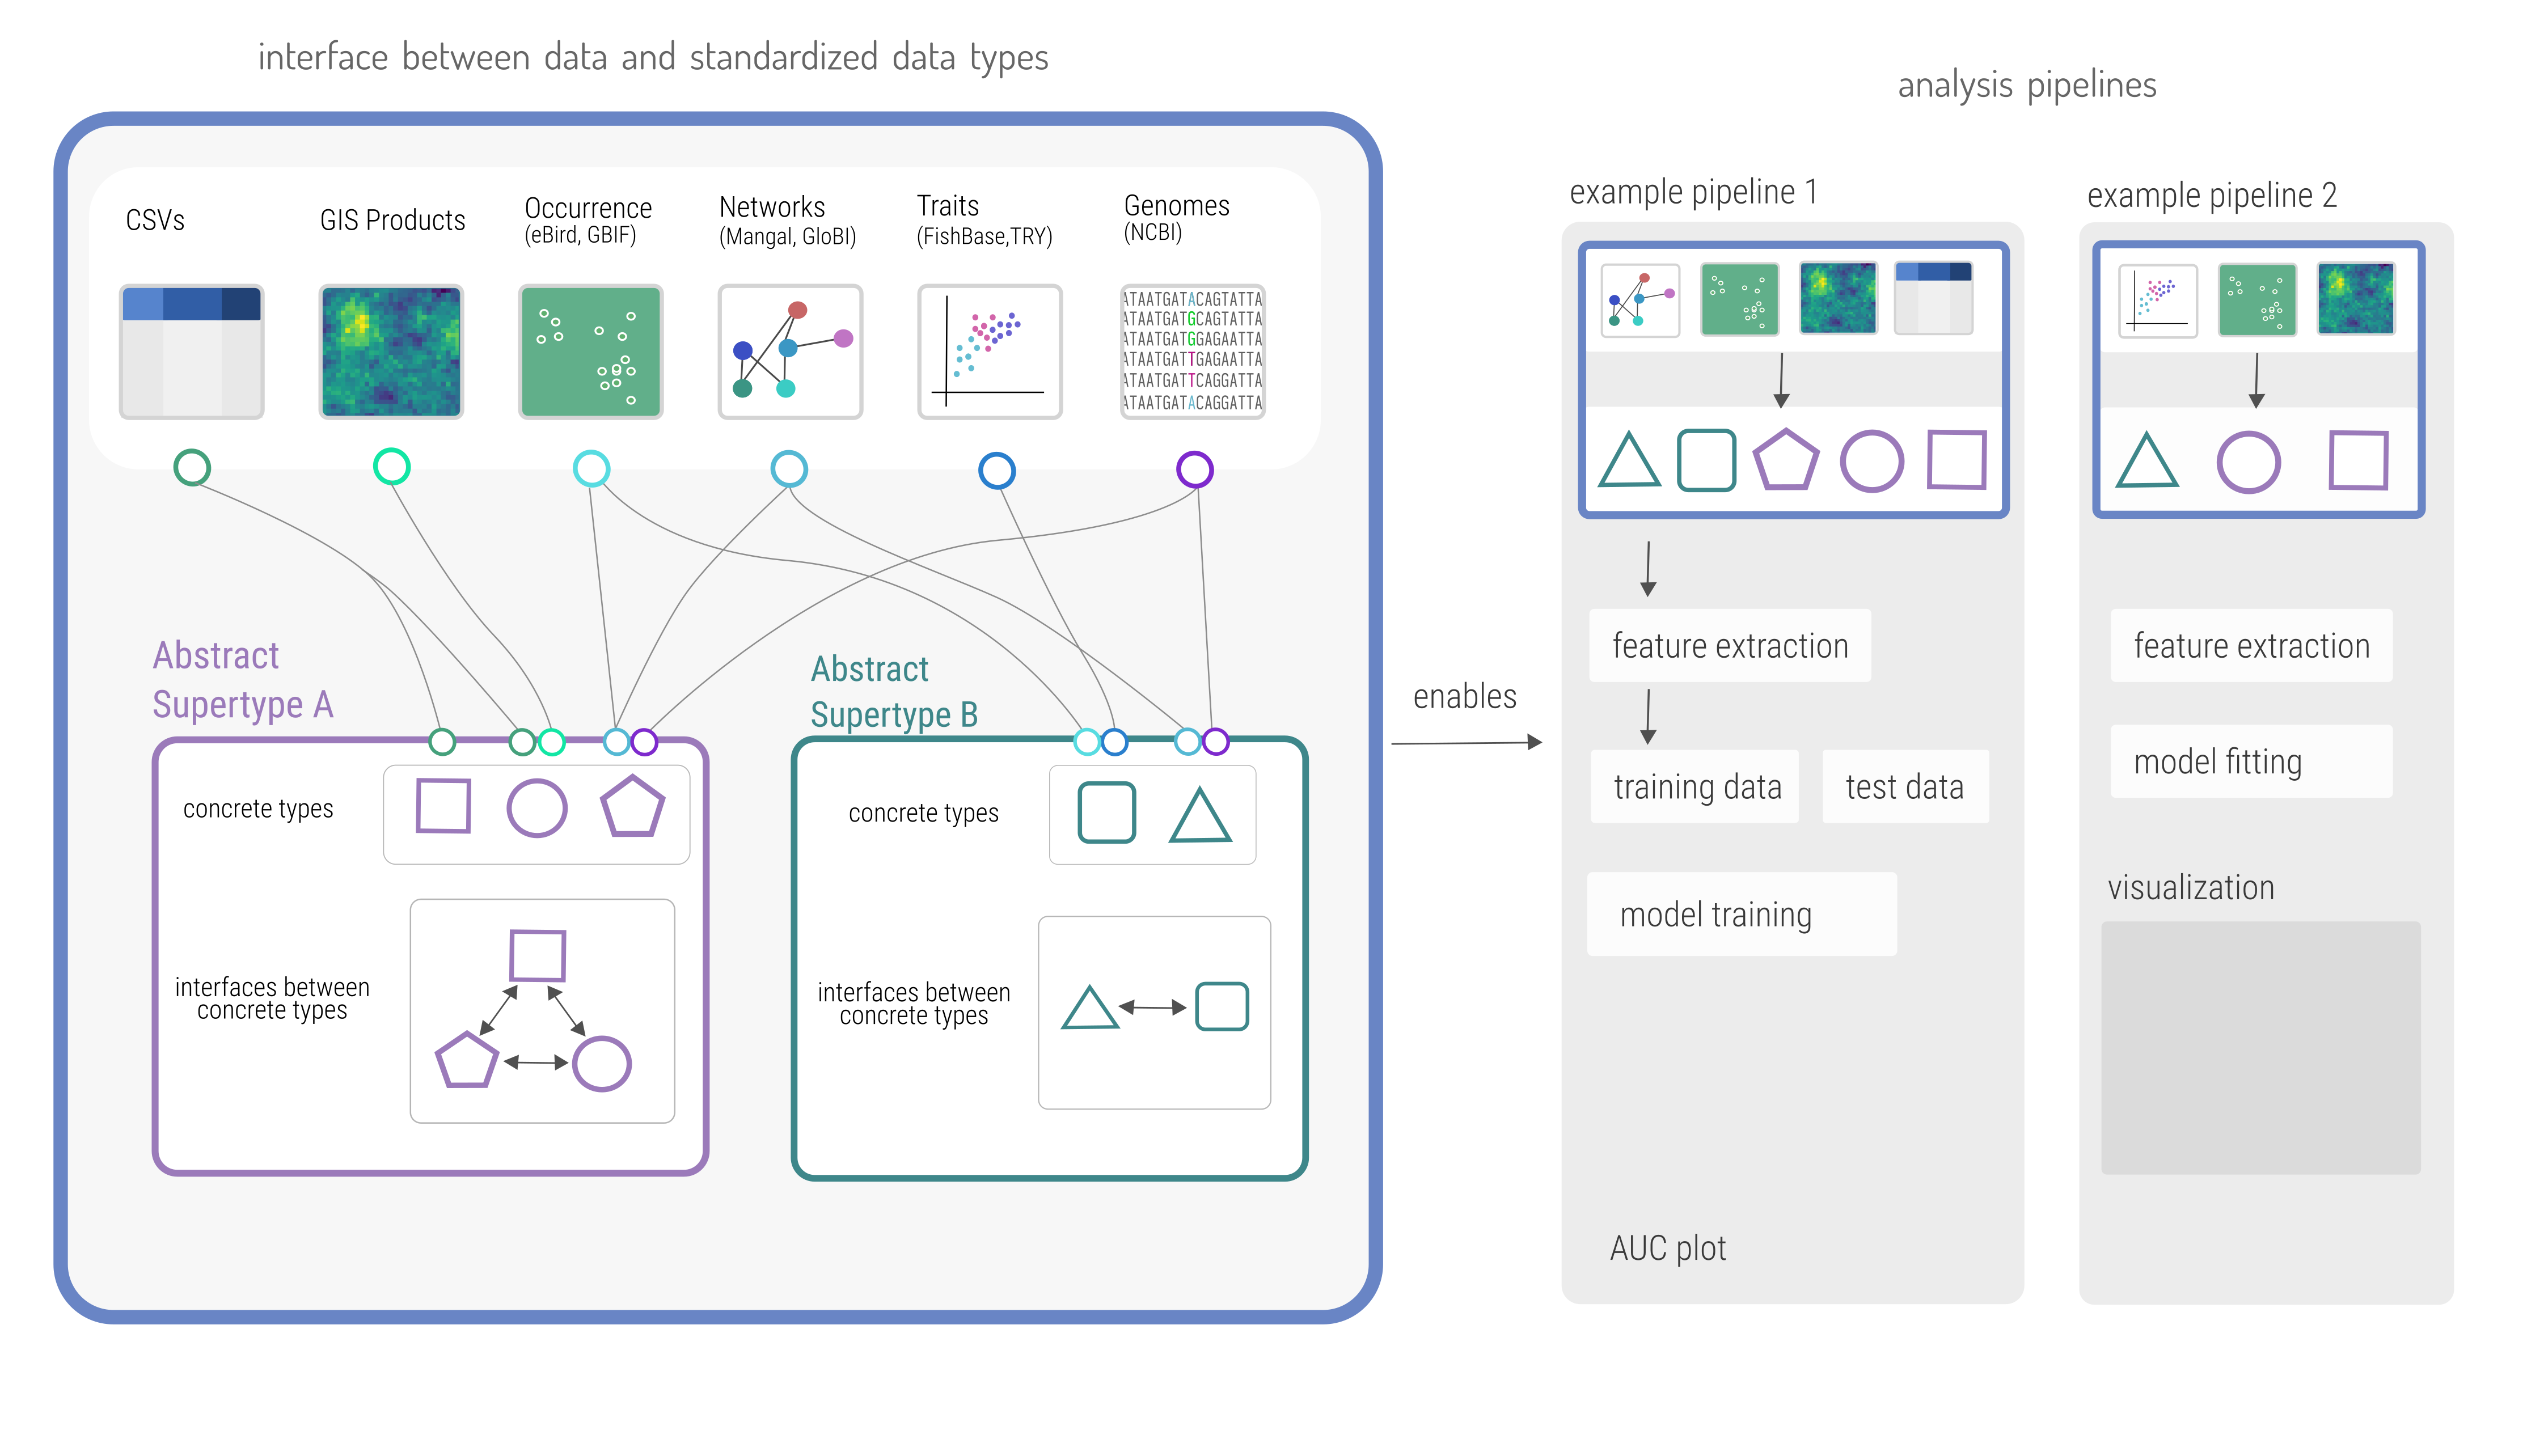 interface between data and standardized data types
analysis pipelines
CSVs
GIS Products
Occurrence
(eBird, GBIF)
Networks
(Mangal, GloBI)
Traits
(FishBase,TRY)
Genomes
(NCBI)
ATAATGATACAGTATTA
ATAATGATGCAGTATTA
ATAATGATGGAGAATTA
ATAATGATTGAGAATTA
ATAATGATTCAGGATTA
ATAATGATACAGGATTA
Abstract
Supertype A
concrete types
interfaces between
concrete types
Abstract
Supertype B
concrete types
interfaces between
concrete types
enables
example pipeline 1
feature extraction
training data
test data
model training
AUC plot
example pipeline 2
feature extraction
model fitting
visualization